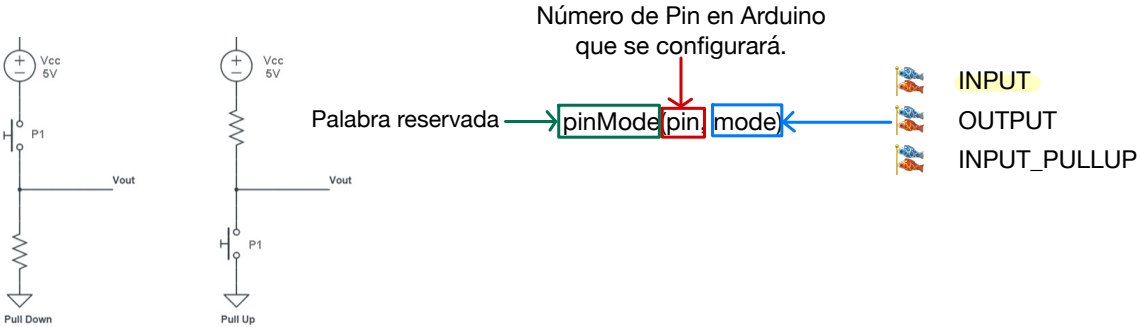 Vcc
5V
P1
Vout
Pull Down
Vcc
5V
Vout
P1
Pull Up
Número de Pin en Arduino
que se configurará.
Palabra reservada
pinMode(pin, mode)
INPUT
OUTPUT
INPUT_PULLUP